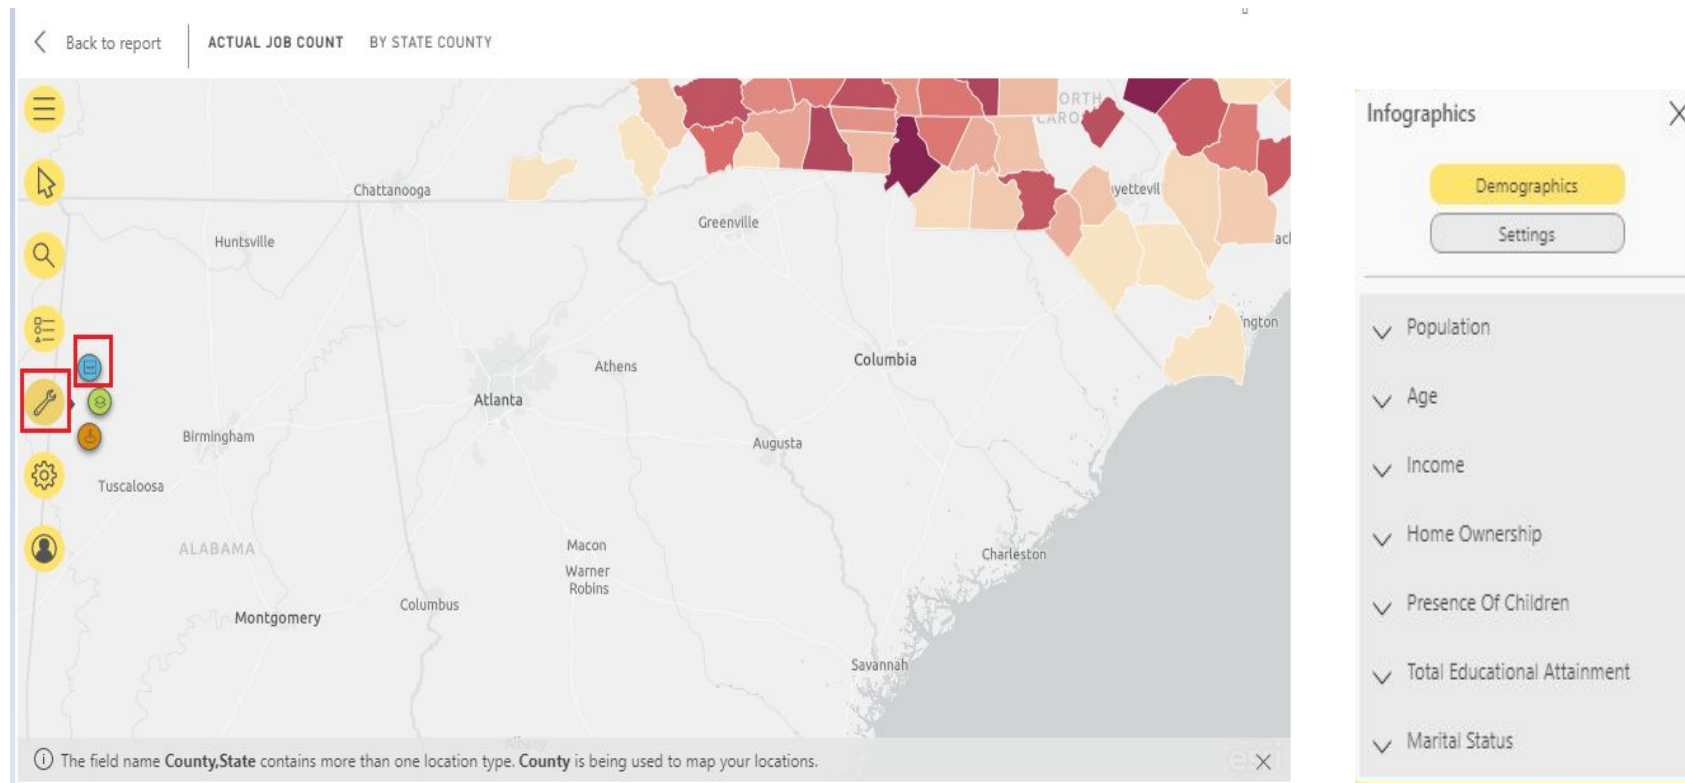 Back to report
ACTUAL JOB COUNT BY STATE COUNTY
Chattanooga
Huntsville
Greenville
Athens
Columbia
Atlanta
Birmingham
Augusta
Tuscaloosa
ALABAMA
Macon
Warner
Robins
Charleston
Columbus
Montgomery
Savannah
esri
The field name County,State contains more than one location type. County is being used to map your locations.
Infographics
Demographics
Settings
Population
Age
Income
Home Ownership
Presence Of Children
Total Educational Attainment
Marital Status